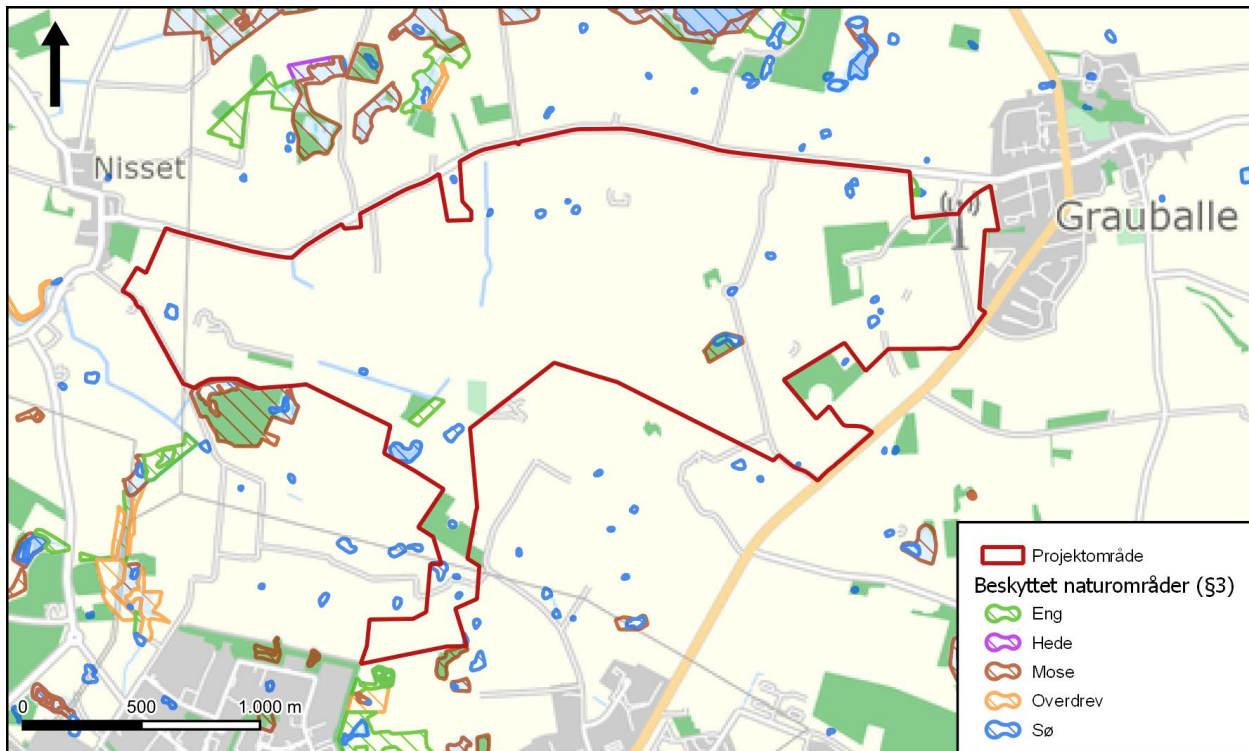 Nisset
Grauballe
Projektområde
Beskyttet naturområder (§3)
Eng
Hede
Mose
Overdrev
Sø
0 500 1.000 m